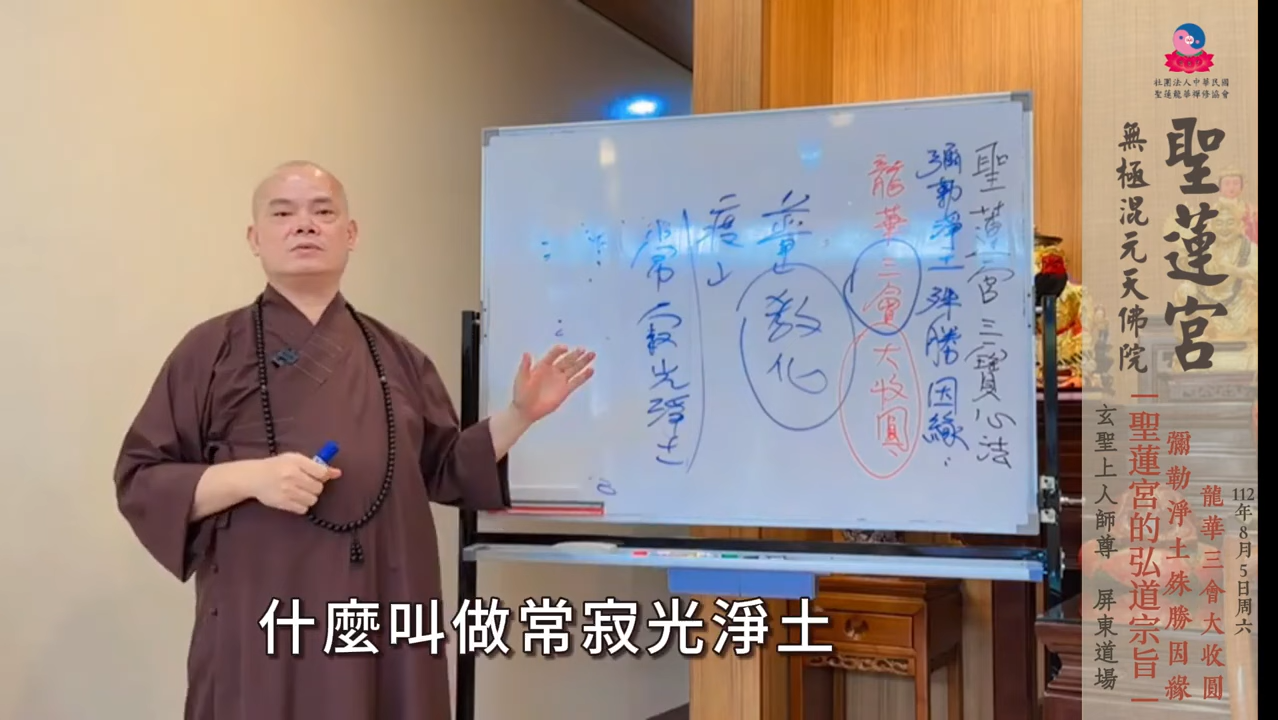 聖蓮宮三寶心法
彌勒淨土殊勝因緣
龍華三會大收圓
教化
常寂光淨土
什麼叫做常寂光淨土
社團法人中華民國
聖蓮龍華禪修協會
聖蓮宮
無極混元天佛院
112年8月5日周六
龍華三會大收圓
彌勒淨土殊勝因緣
聖蓮宮的弘道宗旨
玄聖上人師尊 屏東道場